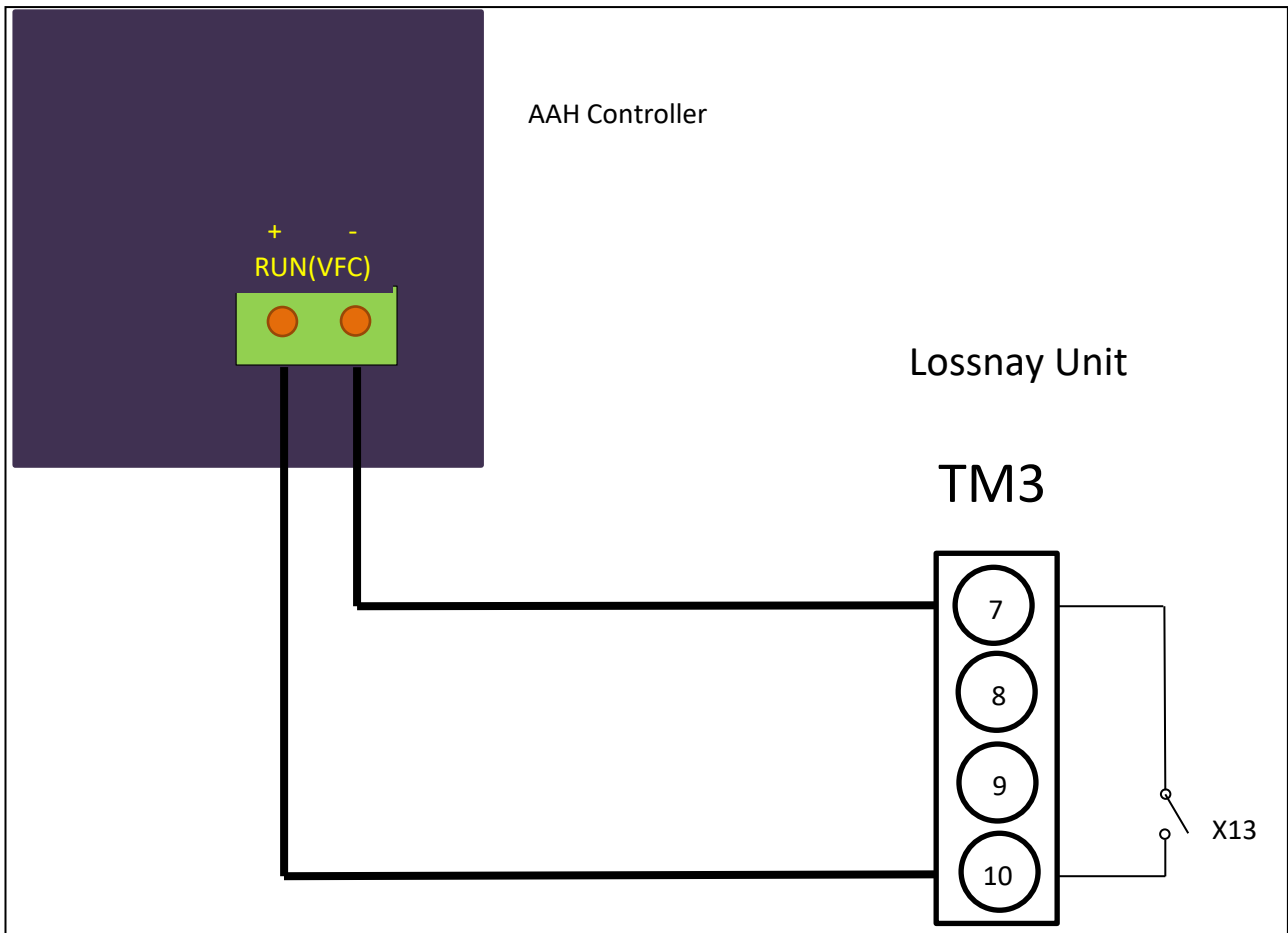 AAH Controller
+ -
RUN(VFC)
Lossnay Unit
TM3
7
8
9
X13
10